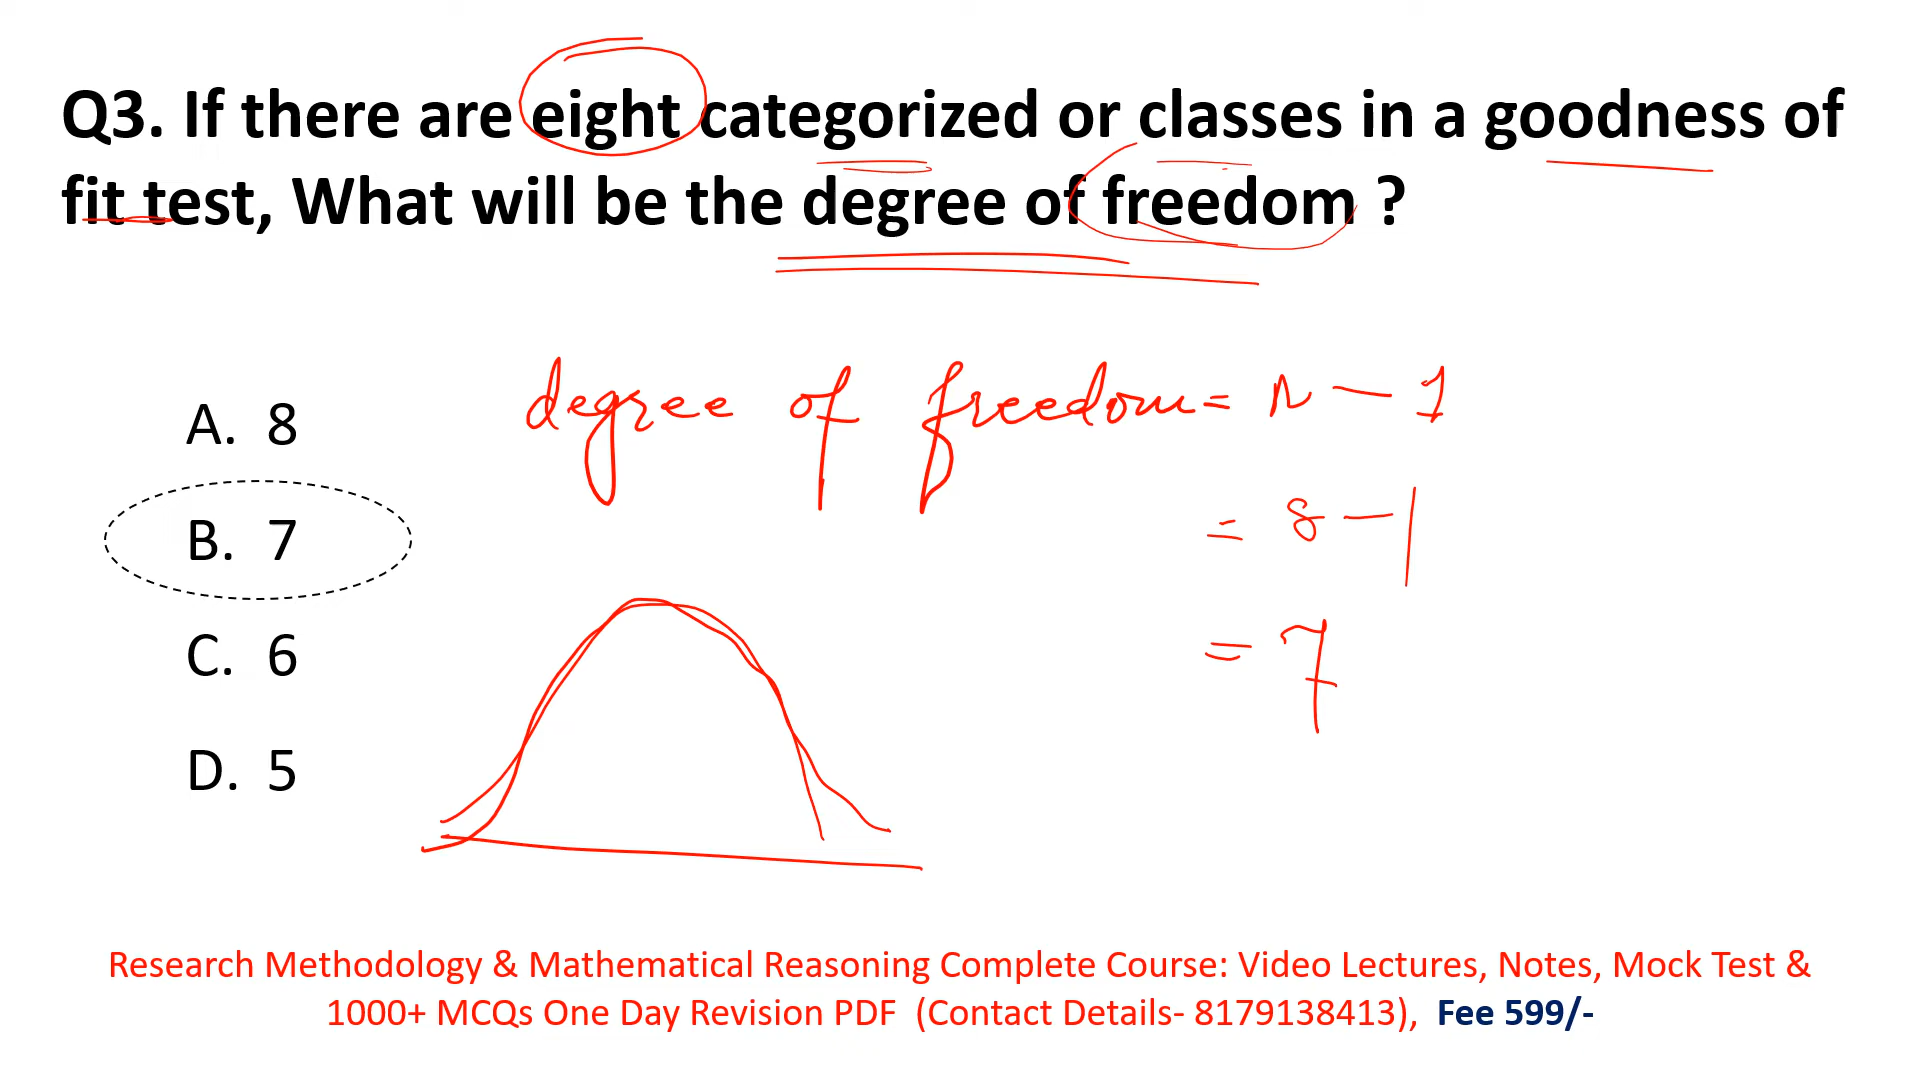 Q3. If there are eight categorized or classes in a goodness of
fit test, What will be the degree of freedom ?
degree of freedom = n - 1
A. 8
= 8 - 1
B. 7
= 7
C. 6
D. 5
Research Methodology & Mathematical Reasoning Complete Course: Video Lectures, Notes, Mock Test &
1000+ MCQs One Day Revision PDF (Contact Details- 8179138413), Fee 599/-